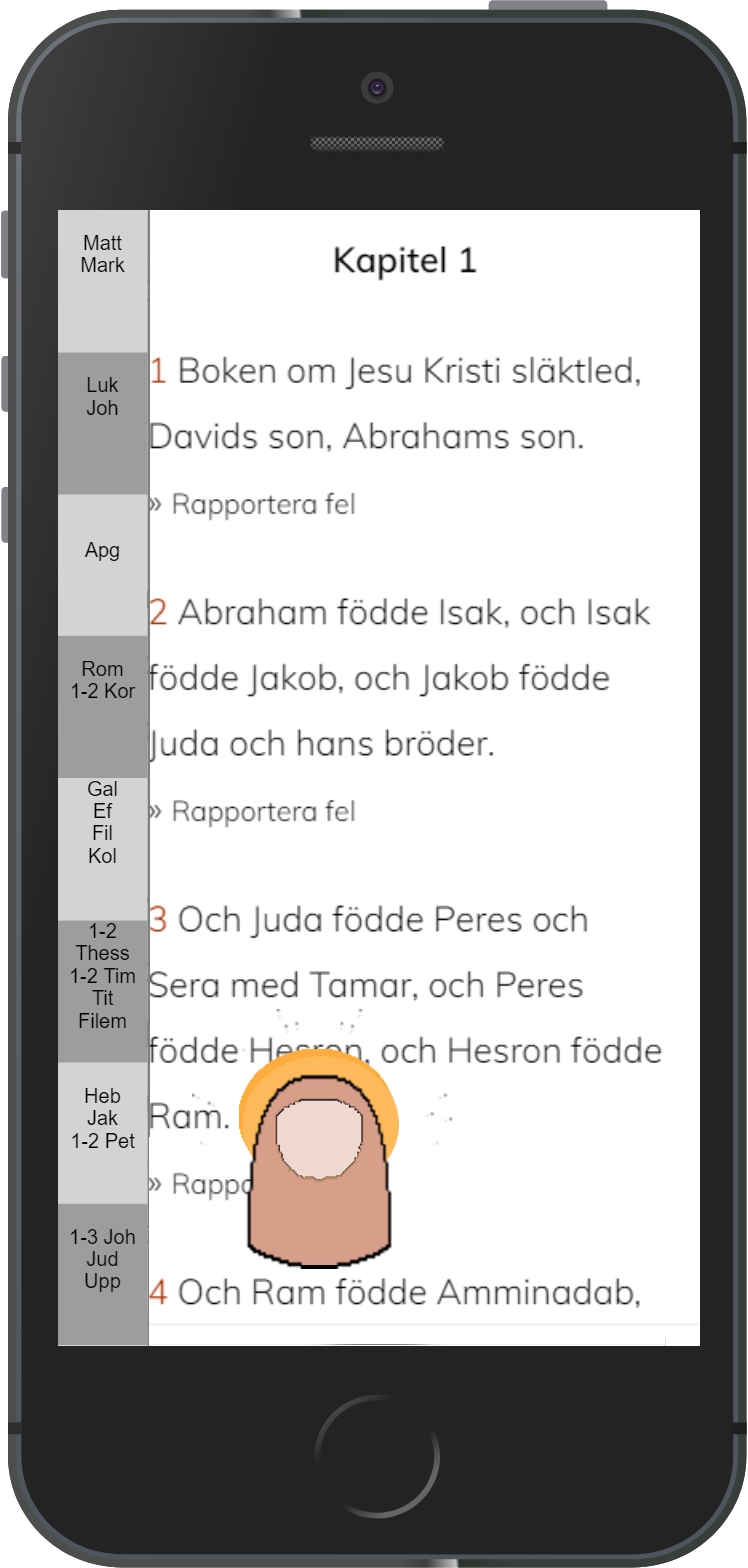 Matt
Mark
Luk
Joh
Apg
Rom
1-2 Kor
Gal
Ef
Fil
Kol
1-2
Thess
1-2 Tim
Tit
Filem
Heb
Jak
1-2 Pet
1-3 Joh
Jud
Upp
Kapitel 1
1 Boken om Jesu Kristi släktled,
Davids son, Abrahams son.
» Rapportera fel
2 Abraham födde Isak, och Isak
födde Jakob, och Jakob födde
Juda och hans bröder.
» Rapportera fel
3 Och Juda födde Peres och
Sera med Tamar, och Peres
födde Hesron, och Hesron födde
Ram.
»
4 Och Ram födde Amminadab,